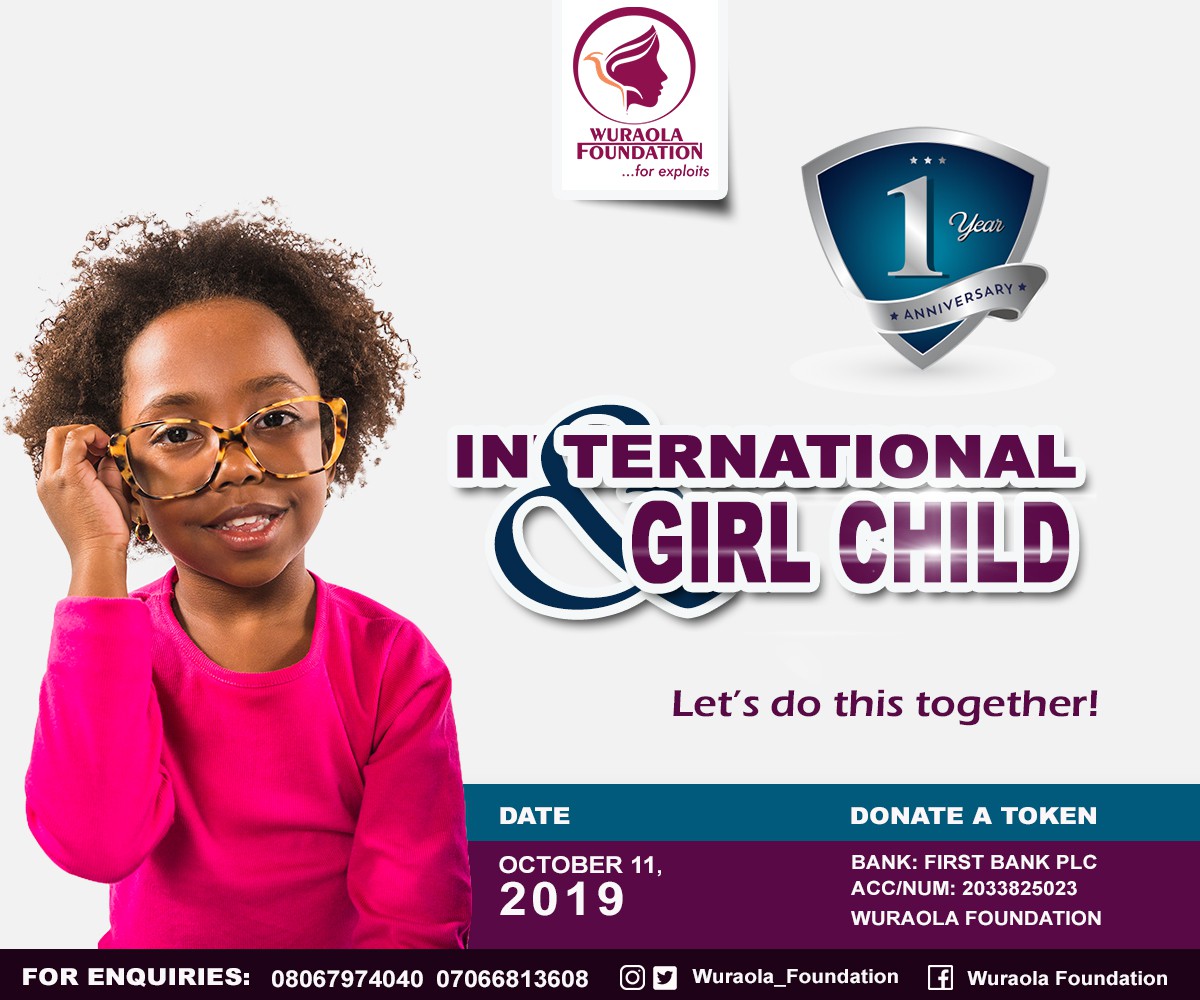 WURAOLA
FOUNDATION
...for exploits
1 Year
ANNIVERSARY
&
INTERNATIONAL
GIRL CHILD
Let's do this together!
DATE
OCTOBER 11,
2019
DONATE A TOKEN
BANK: FIRST BANK PLC
ACC/NUM: 2033825023
WURAOLA FOUNDATION
FOR ENQUIRIES: 08067974040 07066813608 Wuraola_Foundation Wuraola Foundation